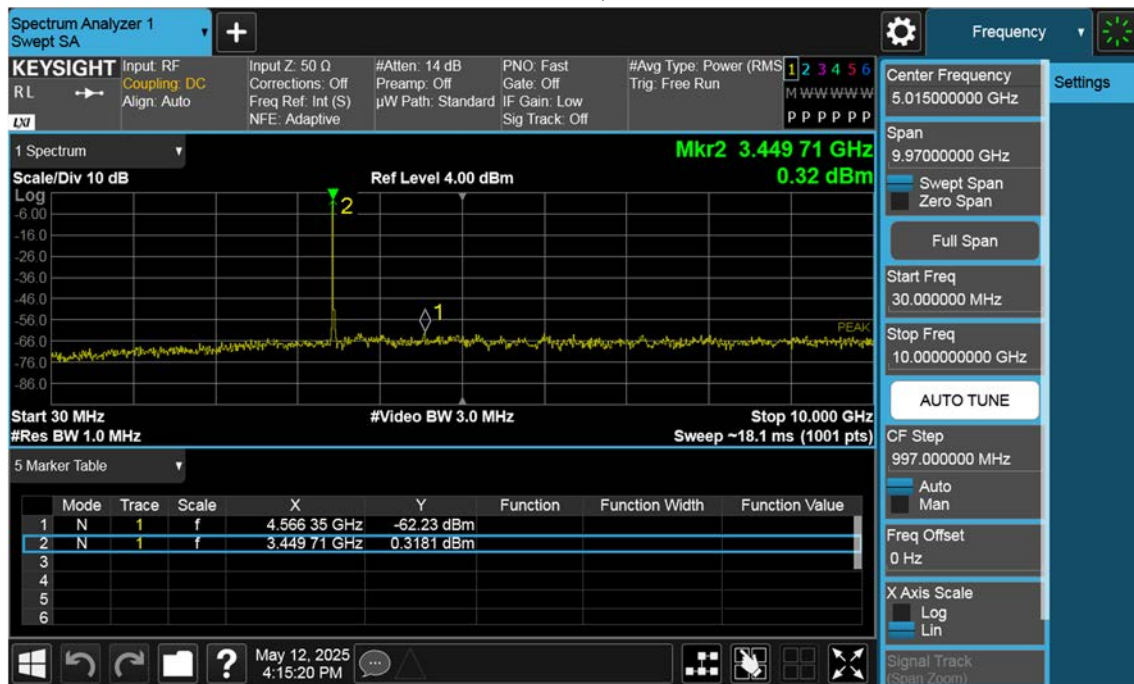 Spectrum Analyzer 1
Swept SA
+
Frequency
KEYSIGHT
RL
LXI
Input: RF
Coupling: DC
Align: Auto
Input Z: 50 Ω
Corrections: Off
Freq Ref: Int (S)
NFE: Adaptive
#Atten: 14 dB
Preamp: Off
µW Path: Standard
PNO: Fast
Gate: Off
IF Gain: Low
Sig Track: Off
#Avg Type: Power (RMS
Trig: Free Run
1 2 3 4 5 6
M W W W W W
P P P P P P
1 Spectrum
Scale/Div 10 dB
Ref Level 4.00 dBm
Mkr2 3.449 71 GHz
0.32 dBm
Log
-6.00
-16.0
-26.0
-36.0
-46.0
-56.0
-66.0
-76.0
-86.0
2
1
PEAK
Start 30 MHz
#Video BW 3.0 MHz
Stop 10.000 GHz
#Res BW 1.0 MHz
Sweep ~18.1 ms (1001 pts)
5 Marker Table
Mode Trace Scale X Y Function Function Width Function Value
1 N 1 f 4.566 35 GHz -62.23 dBm
2 N 1 f 3.449 71 GHz 0.3181 dBm
3
4
5
6
?
May 12, 2025
4:15:20 PM
Center Frequency
5.015000000 GHz
Settings
Span
9.97000000 GHz
Swept Span
Zero Span
Full Span
Start Freq
30.000000 MHz
Stop Freq
10.000000000 GHz
AUTO TUNE
CF Step
997.000000 MHz
Auto
Man
Freq Offset
0 Hz
X Axis Scale
Log
Lin
Signal Track
(Span Zoom)